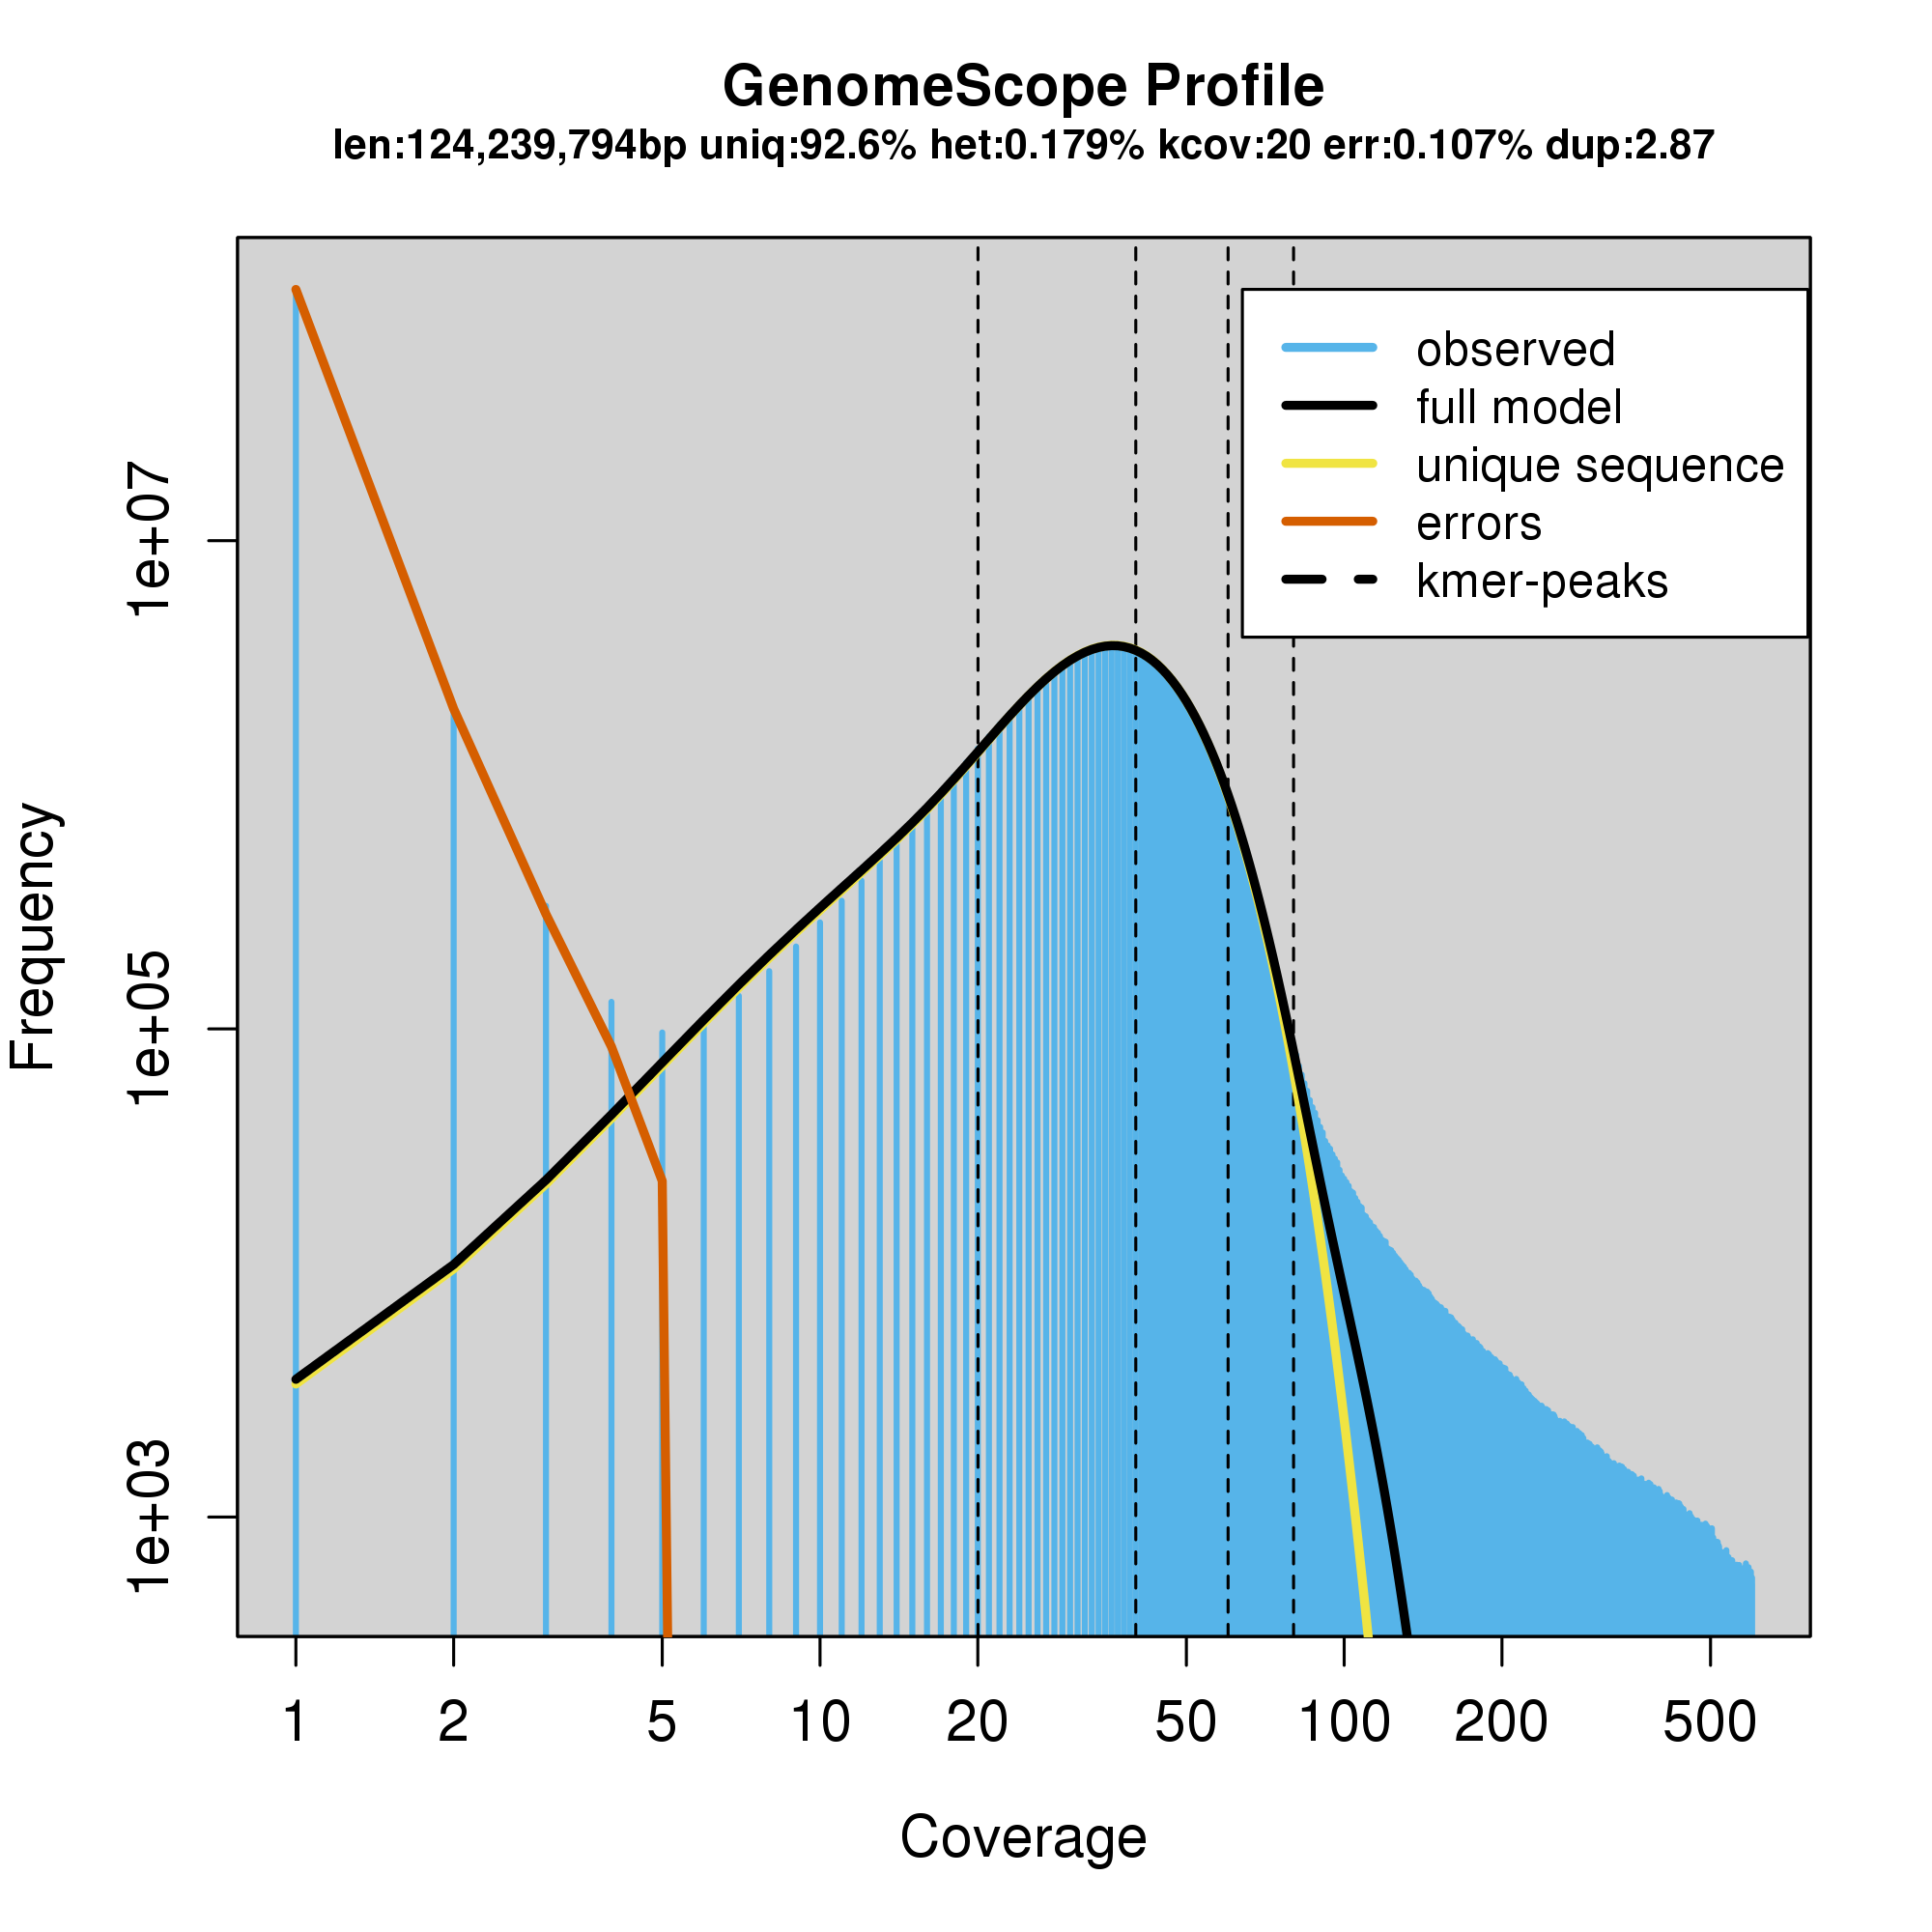 GenomeScope Profile
len:124,239,794bp uniq:92.6% het:0.179% kcov:20 err:0.107% dup:2.87
observed
full model
unique sequence
errors
kmer-peaks
Frequency
1e+07
1e+05
1e+03
1 2 5 10 20 50 100 200 500
Coverage